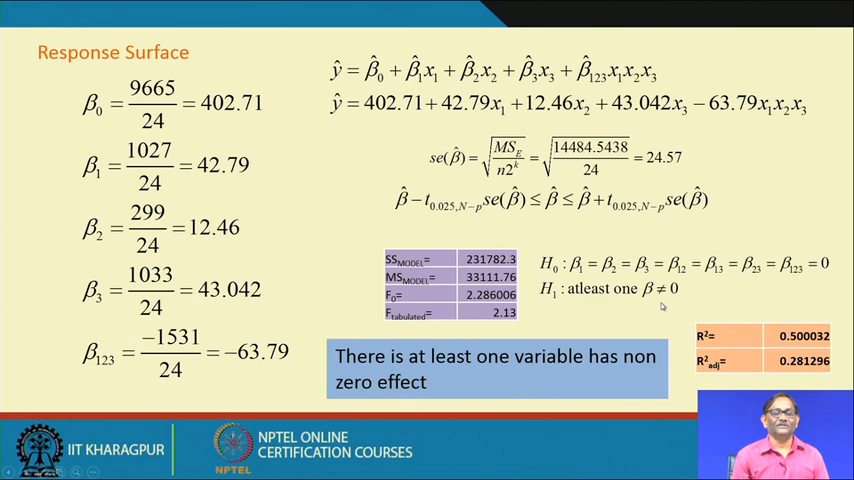 Response Surface
β₀ = 9665/24 = 402.71
β₁ = 1027/24 = 42.79
β₂ = 299/24 = 12.46
β₃ = 1033/24 = 43.042
β₁₂₃ = −1531/24 = −63.79
ŷ = β̂₀ + β̂₁x₁ + β̂₂x₂ + β̂₃x₃ + β̂₁₂₃x₁x₂x₃
ŷ = 402.71 + 42.79x₁ + 12.46x₂ + 43.042x₃ − 63.79x₁x₂x₃
se(β̂) = √(MS_E/n2^k) = √(14484.5438/24) = 24.57
β̂ − t₀.₀₂₅,N−p se(β̂) ≤ β̂ ≤ β̂ + t₀.₀₂₅,N−p se(β̂)
SS_MODEL= 231782.3
MS_MODEL= 33111.76
F₀= 2.286006
F_tabulated= 2.13
H₀ : β₁ = β₂ = β₃ = β₁₂ = β₁₃ = β₂₃ = β₁₂₃ = 0
H₁ : atleast one β ≠ 0
R²= 0.500032
R²adj= 0.281296
There is at least one variable has non
zero effect
IIT KHARAGPUR
NPTEL
NPTEL ONLINE
CERTIFICATION COURSES